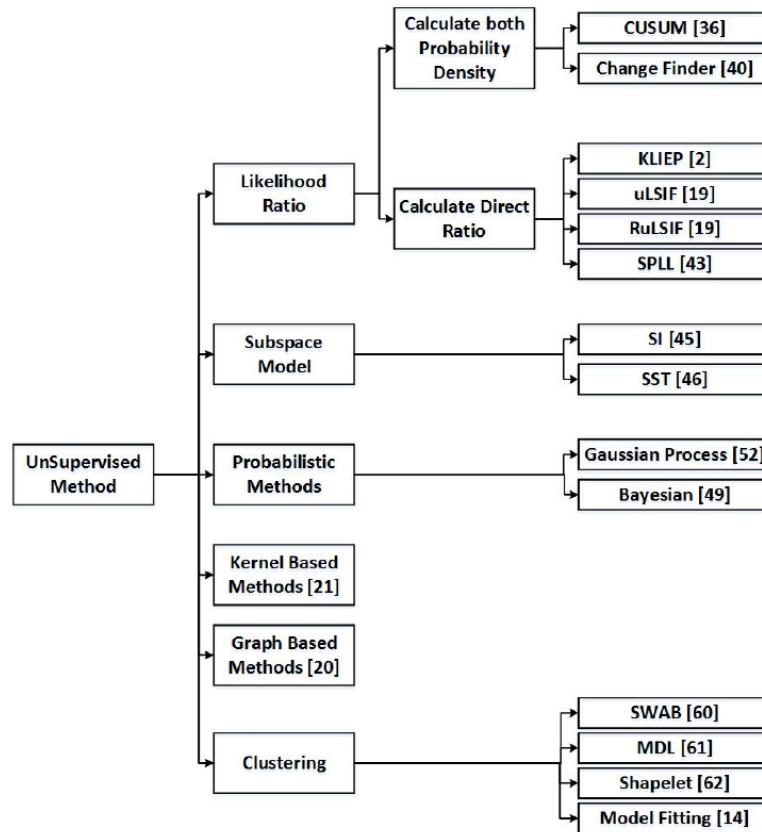 Calculate both
Probability
Density
CUSUM [36]
Change Finder [40]
Likelihood
Ratio
Calculate Direct
Ratio
KLIEP [2]
uLSIF [19]
RuLSIF [19]
SPLL [43]
Subspace
Model
SI [45]
SST [46]
UnSupervised
Method
Probabilistic
Methods
Gaussian Process [52]
Bayesian [49]
Kernel Based
Methods [21]
Graph Based
Methods [20]
Clustering
SWAB [60]
MDL [61]
Shapelet [62]
Model Fitting [14]